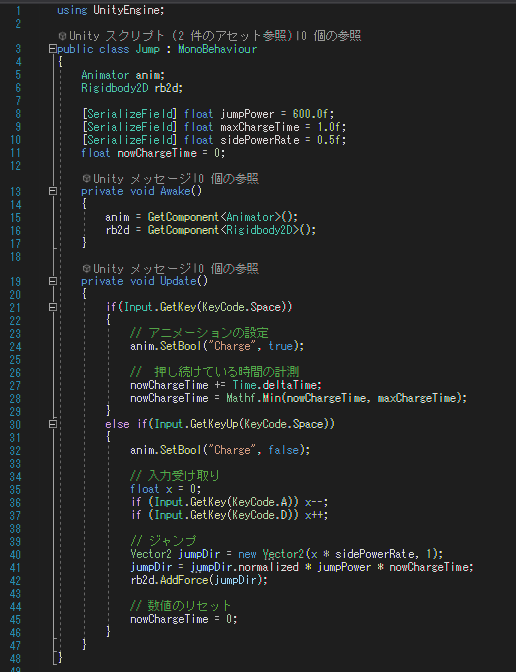 1 using UnityEngine;
2
Unity スクリプト (2 件のアセット参照)|0 個の参照
3 public class Jump : MonoBehaviour
4 {
5 Animator anim;
6 Rigidbody2D rb2d;
7
8 [SerializeField] float jumpPower = 600.0f;
9 [SerializeField] float maxChargeTime = 1.0f;
10 [SerializeField] float sidePowerRate = 0.5f;
11 float nowChargeTime = 0;
12
Unity メッセージ|0 個の参照
13 private void Awake()
14 {
15 anim = GetComponent<Animator>();
16 rb2d = GetComponent<Rigidbody2D>();
17 }
18
Unity メッセージ|0 個の参照
19 private void Update()
20 {
21 if(Input.GetKey(KeyCode.Space))
22 {
23 // アニメーションの設定
24 anim.SetBool("Charge", true);
25
26 // 押し続けている時間の計測
27 nowChargeTime += Time.deltaTime;
28 nowChargeTime = Mathf.Min(nowChargeTime, maxChargeTime);
29 }
30 else if(Input.GetKeyUp(KeyCode.Space))
31 {
32 anim.SetBool("Charge", false);
33
34 // 入力受け取り
35 float x = 0;
36 if (Input.GetKey(KeyCode.A)) x--;
37 if (Input.GetKey(KeyCode.D)) x++;
38
39 // ジャンプ
40 Vector2 jumpDir = new Vector2(x * sidePowerRate, 1);
41 jumpDir = jumpDir.normalized * jumpPower * nowChargeTime;
42 rb2d.AddForce(jumpDir);
43
44 // 数値のリセット
45 nowChargeTime = 0;
46 }
47 }
48 }
49